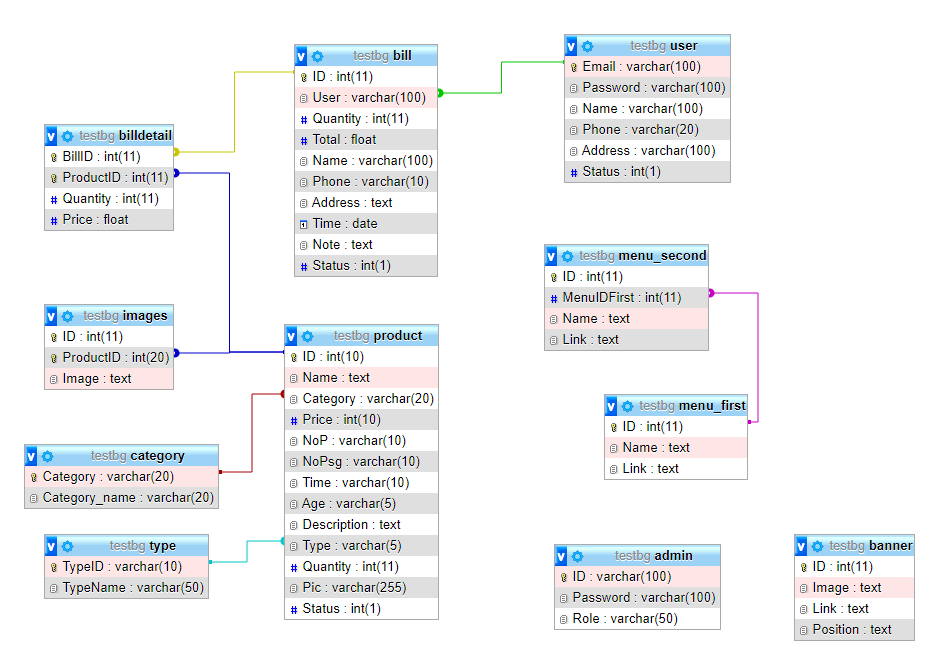 testbg bill
ID : int(11)
User : varchar(100)
Quantity : int(11)
Total : float
Name : varchar(100)
Phone : varchar(10)
Address : text
Time : date
Note : text
Status : int(1)
testbg user
Email : varchar(100)
Password : varchar(100)
Name : varchar(100)
Phone : varchar(20)
Address : varchar(100)
Status : int(1)
testbg billdetail
BillID : int(11)
ProductID : int(11)
Quantity : int(11)
Price : float
testbg menu_second
ID : int(11)
MenuIDFirst : int(11)
Name : text
Link : text
testbg images
ID : int(11)
ProductID : int(20)
Image : text
testbg product
ID : int(10)
Name : text
Category : varchar(20)
Price : int(10)
NoP : varchar(10)
NoPsg : varchar(10)
Time : varchar(10)
Age : varchar(5)
Description : text
Type : varchar(5)
Quantity : int(11)
Pic : varchar(255)
Status : int(1)
testbg menu_first
ID : int(11)
Name : text
Link : text
testbg category
Category : varchar(20)
Category_name : varchar(20)
testbg type
TypeID : varchar(10)
TypeName : varchar(50)
testbg admin
ID : varchar(100)
Password : varchar(100)
Role : varchar(50)
testbg banner
ID : int(11)
Image : text
Link : text
Position : text